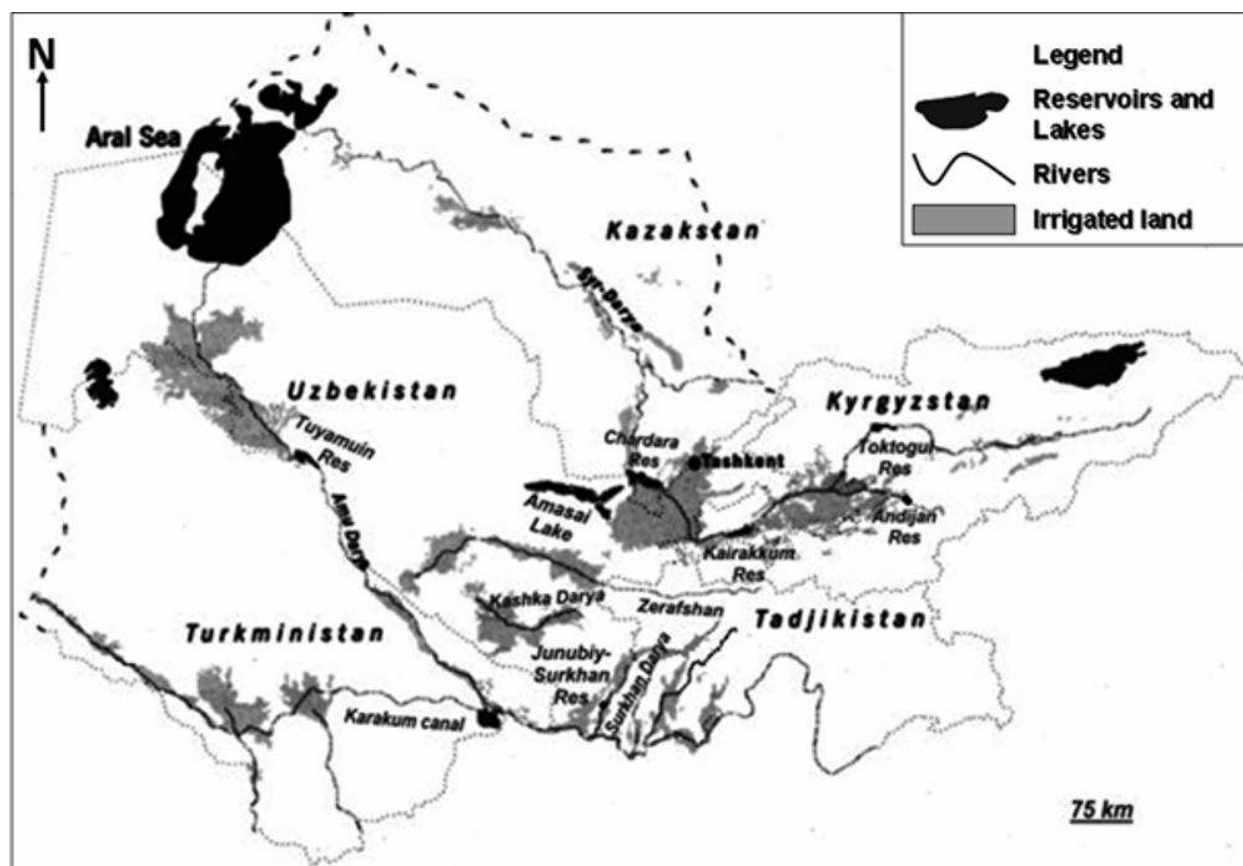 N
Legend
Reservoirs and
Lakes
Rivers
Irrigated land
Aral Sea
Kazakstan
Syr-Darya
Uzbekistan
Kyrgyzstan
Tuyamuin
Res
Chardara
Res
Tashkent
Toktogul
Res
Amasai
Lake
Amu Darya
Andijan
Res
Kairakkum
Res
Kashka Darya
Zerafshan
Turkministan
Tadjikistan
Junubiy-
Surkhan
Res
Surkhan Darya
Karakum canal
75 km